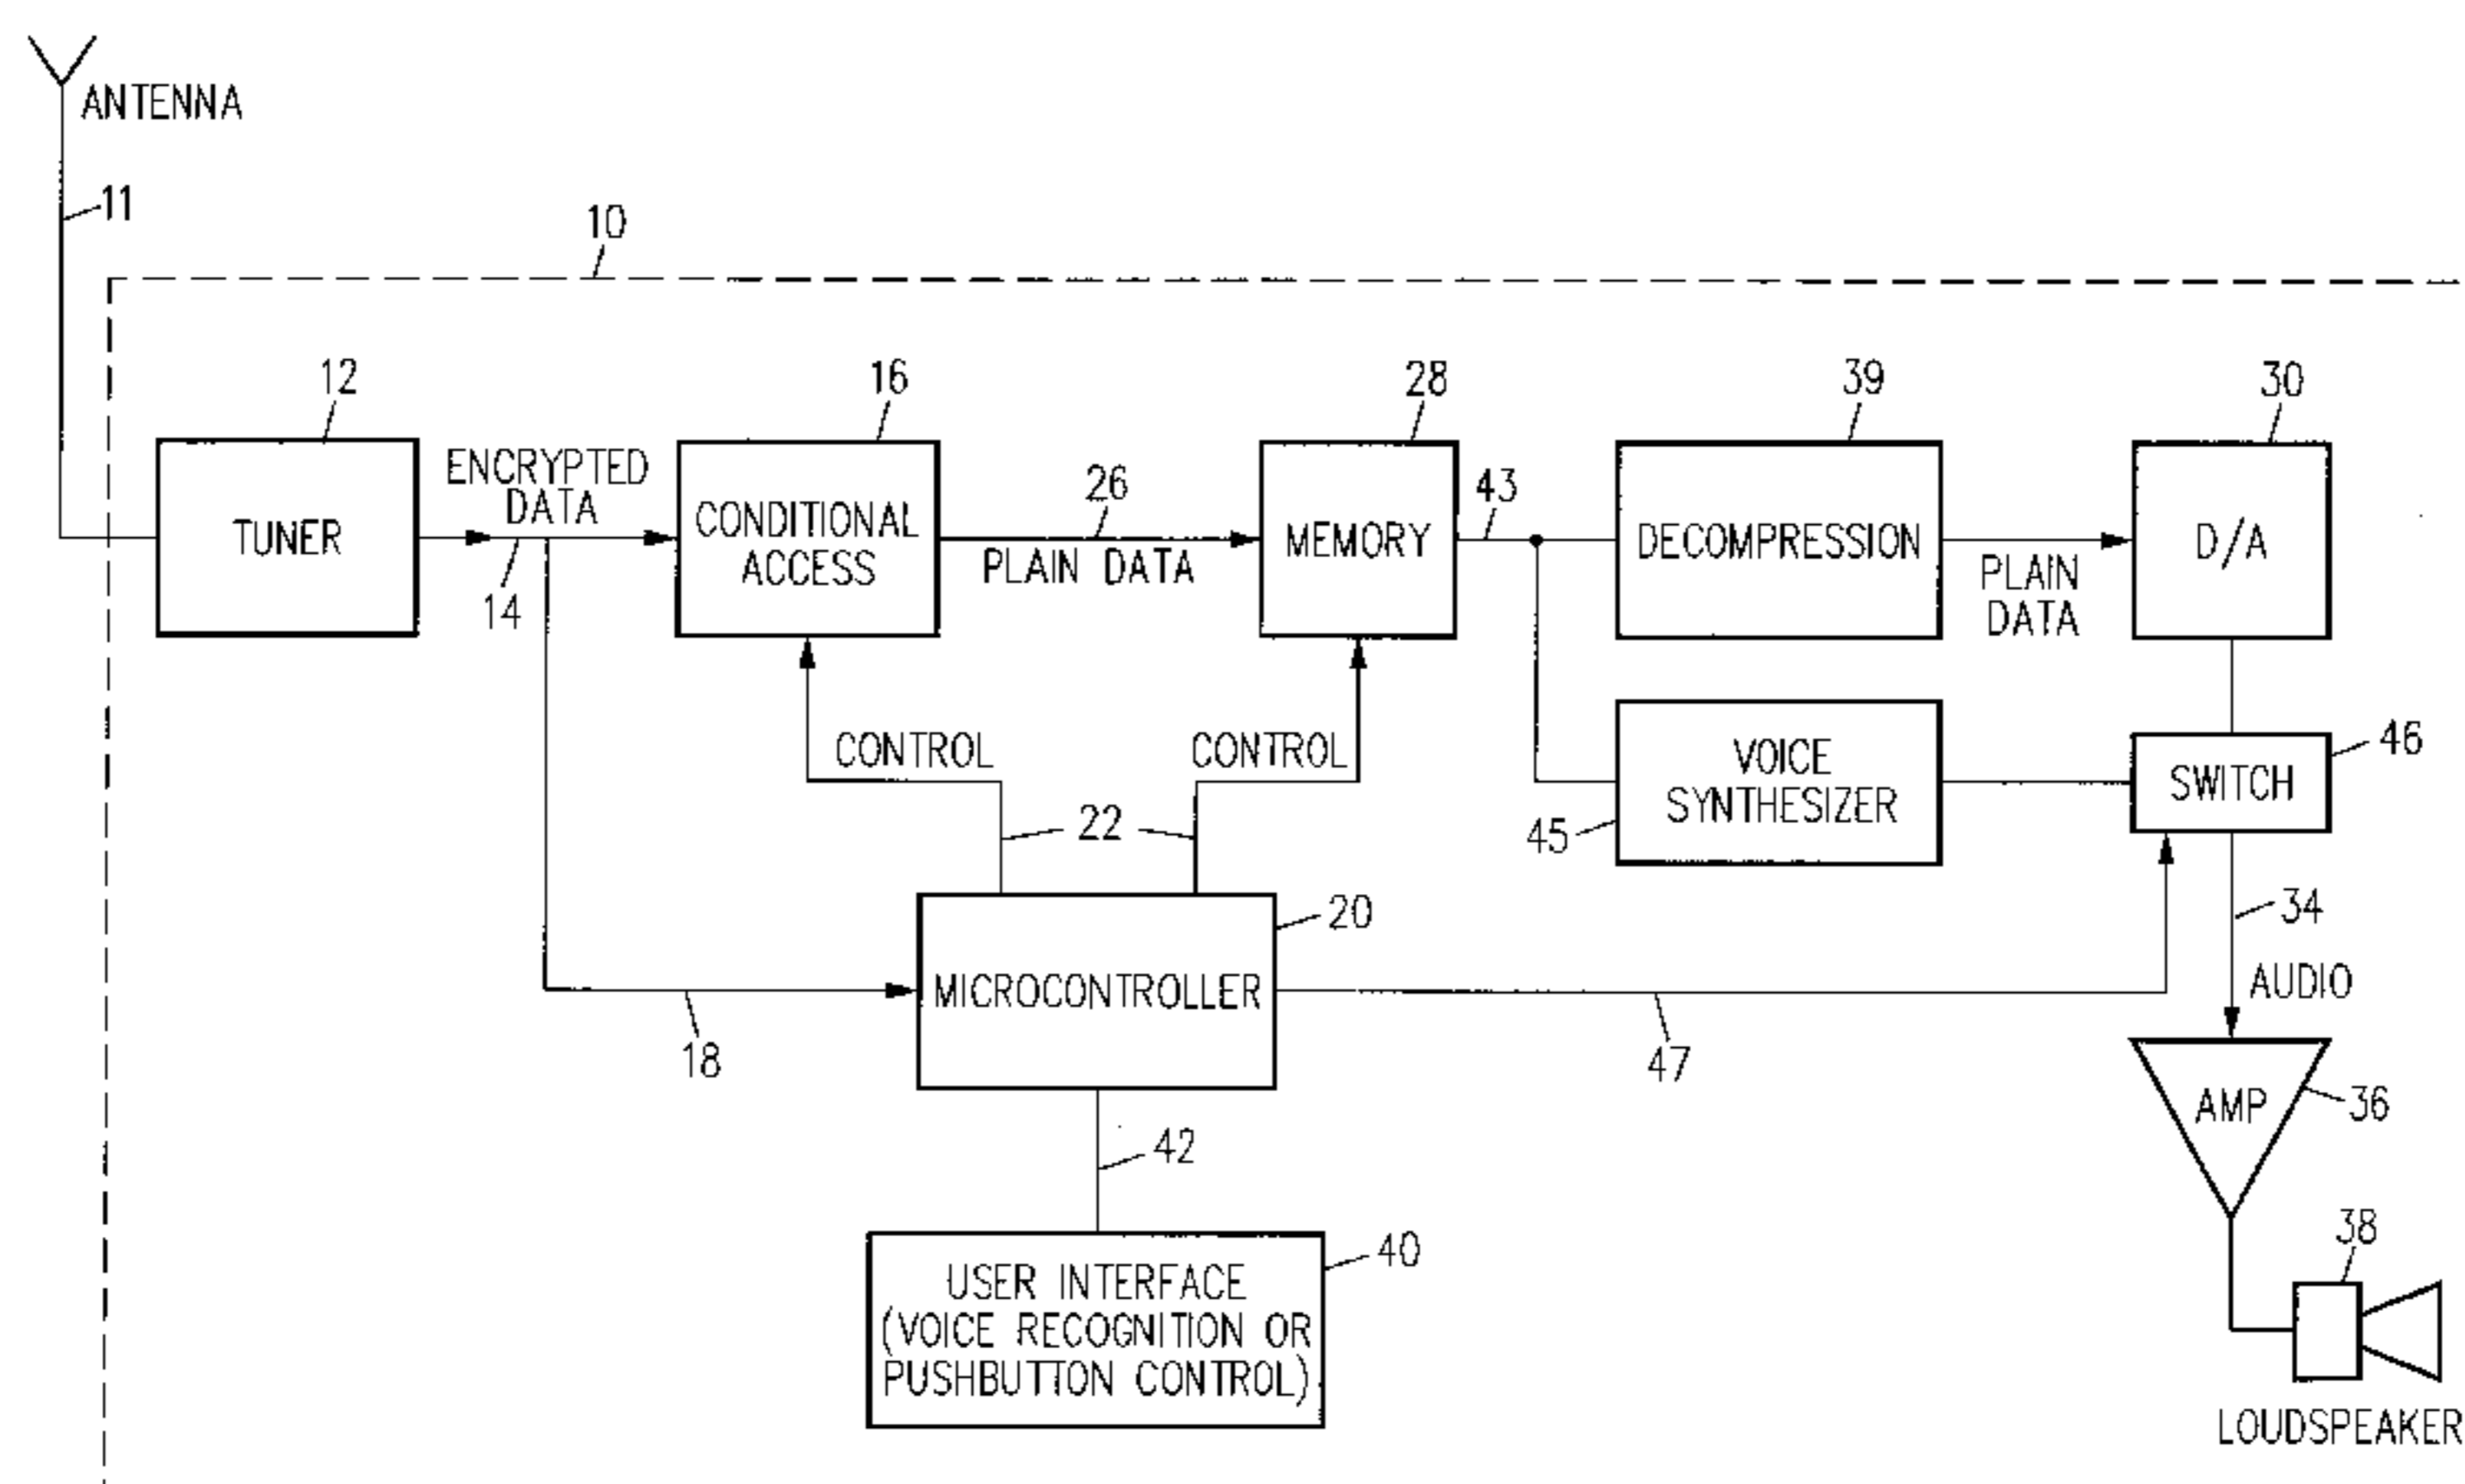 ANTENNA
11
10
12
16
28
39
30
ENCRYPTED
DATA
14
TUNER
CONDITIONAL
ACCESS
26
PLAIN DATA
MEMORY
43
DECOMPRESSION
PLAIN
DATA
D/A
CONTROL
CONTROL
22
VOICE
SYNTHESIZER
45
SWITCH
46
20
34
MICROCONTROLLER
AUDIO
18
47
AMP
36
42
40
USER INTERFACE
(VOICE RECOGNITION OR
PUSHBUTTON CONTROL)
38
LOUDSPEAKER